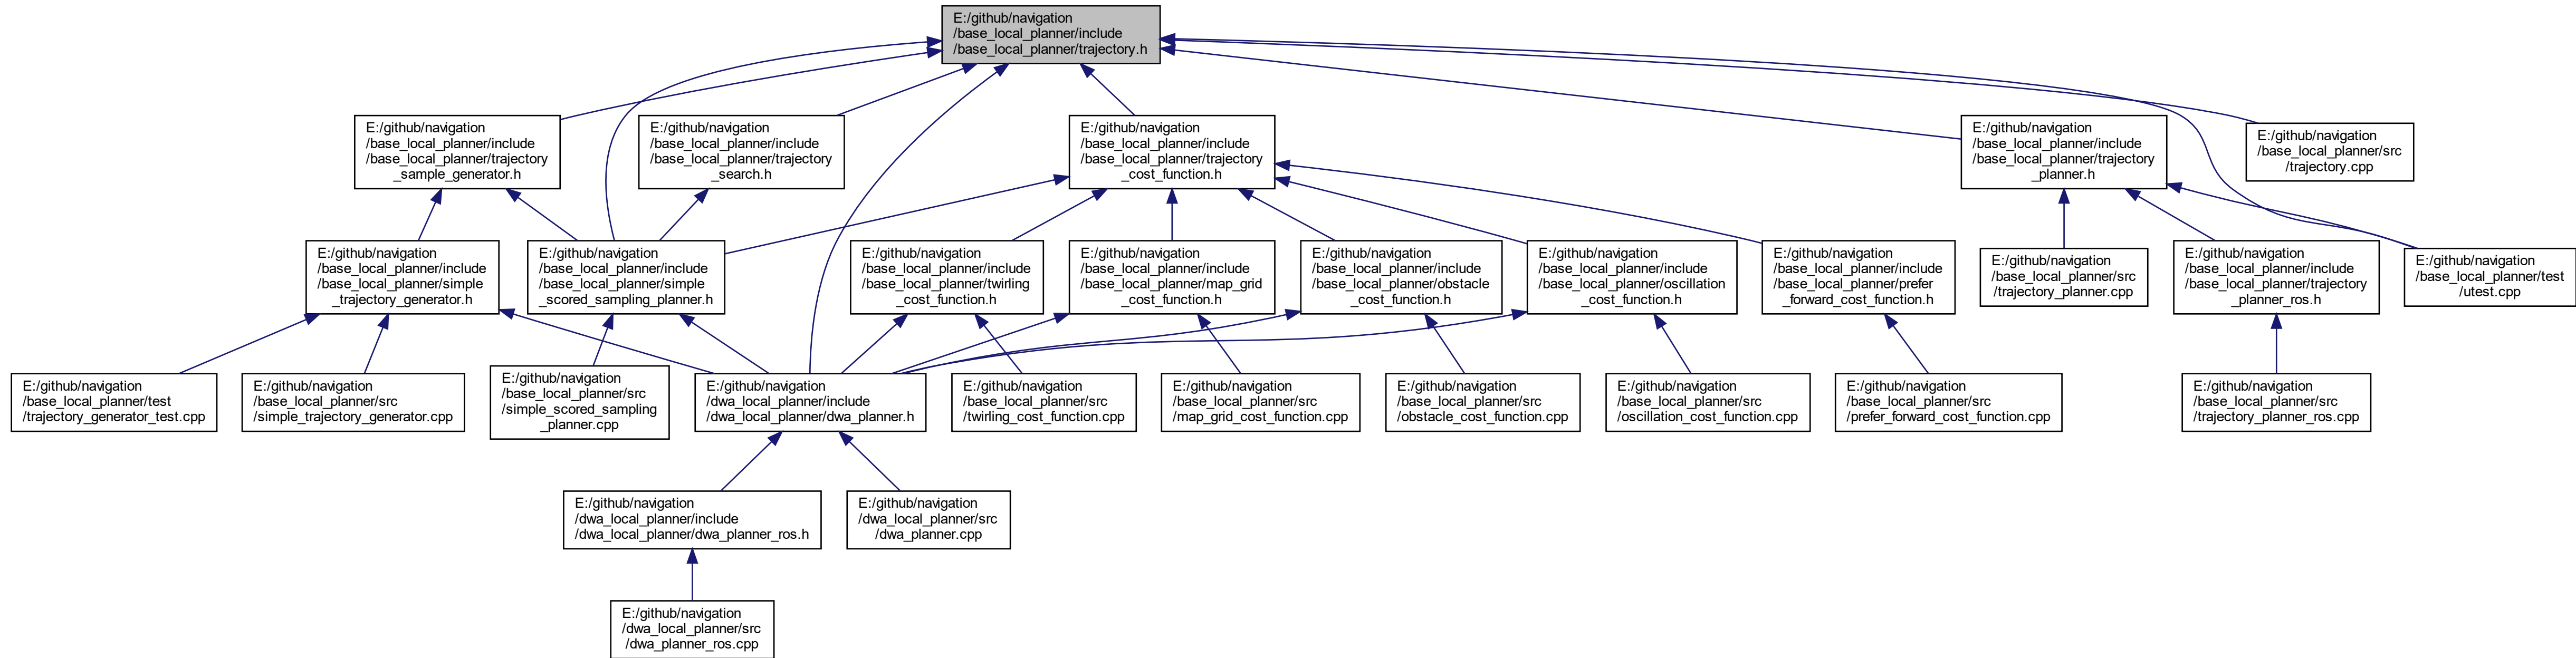 E:/github/navigation
/base_local_planner/include
/base_local_planner/trajectory.h
E:/github/navigation
/base_local_planner/include
/base_local_planner/trajectory
_sample_generator.h
E:/github/navigation
/base_local_planner/include
/base_local_planner/trajectory
_search.h
E:/github/navigation
/base_local_planner/include
/base_local_planner/trajectory
_cost_function.h
E:/github/navigation
/base_local_planner/include
/base_local_planner/trajectory
_planner.h
E:/github/navigation
/base_local_planner/src
/trajectory.cpp
E:/github/navigation
/base_local_planner/include
/base_local_planner/simple
_trajectory_generator.h
E:/github/navigation
/base_local_planner/include
/base_local_planner/simple
_scored_sampling_planner.h
E:/github/navigation
/base_local_planner/include
/base_local_planner/twirling
_cost_function.h
E:/github/navigation
/base_local_planner/include
/base_local_planner/map_grid
_cost_function.h
E:/github/navigation
/base_local_planner/include
/base_local_planner/obstacle
_cost_function.h
E:/github/navigation
/base_local_planner/include
/base_local_planner/oscillation
_cost_function.h
E:/github/navigation
/base_local_planner/include
/base_local_planner/prefer
_forward_cost_function.h
E:/github/navigation
/base_local_planner/src
/trajectory_planner.cpp
E:/github/navigation
/base_local_planner/include
/base_local_planner/trajectory
_planner_ros.h
E:/github/navigation
/base_local_planner/test
/utest.cpp
E:/github/navigation
/base_local_planner/test
/trajectory_generator_test.cpp
E:/github/navigation
/base_local_planner/src
/simple_trajectory_generator.cpp
E:/github/navigation
/base_local_planner/src
/simple_scored_sampling
_planner.cpp
E:/github/navigation
/dwa_local_planner/include
/dwa_local_planner/dwa_planner.h
E:/github/navigation
/base_local_planner/src
/twirling_cost_function.cpp
E:/github/navigation
/base_local_planner/src
/map_grid_cost_function.cpp
E:/github/navigation
/base_local_planner/src
/obstacle_cost_function.cpp
E:/github/navigation
/base_local_planner/src
/oscillation_cost_function.cpp
E:/github/navigation
/base_local_planner/src
/prefer_forward_cost_function.cpp
E:/github/navigation
/base_local_planner/src
/trajectory_planner_ros.cpp
E:/github/navigation
/dwa_local_planner/include
/dwa_local_planner/dwa_planner_ros.h
E:/github/navigation
/dwa_local_planner/src
/dwa_planner.cpp
E:/github/navigation
/dwa_local_planner/src
/dwa_planner_ros.cpp